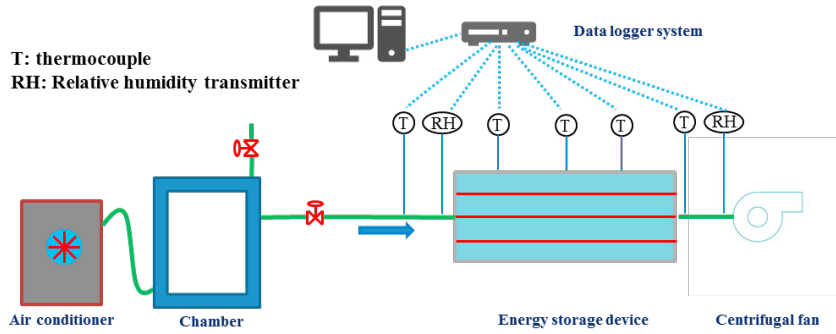 Data logger system
T: thermocouple
RH: Relative humidity transmitter
T RH T T T T RH
Air conditioner Chamber Energy storage device Centrifugal fan